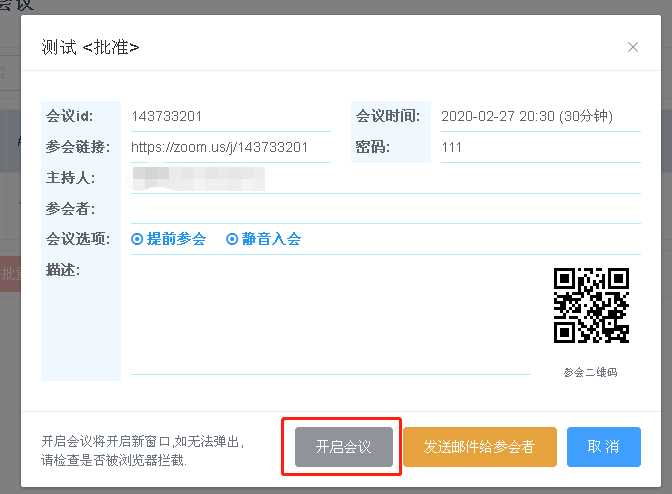 会议
测试 <批准>
会议id: 143733201 会议时间: 2020-02-27 20:30 (30分钟)
参会链接: https://zoom.us/j/143733201 密码: 111
主持人:
参会者:
会议选项: 提前参会 静音入会
描述:
参会二维码
开启会议将开启新窗口,如无法弹出,
请检查是否被浏览器拦截.
开启会议 发送邮件给参会者 取 消